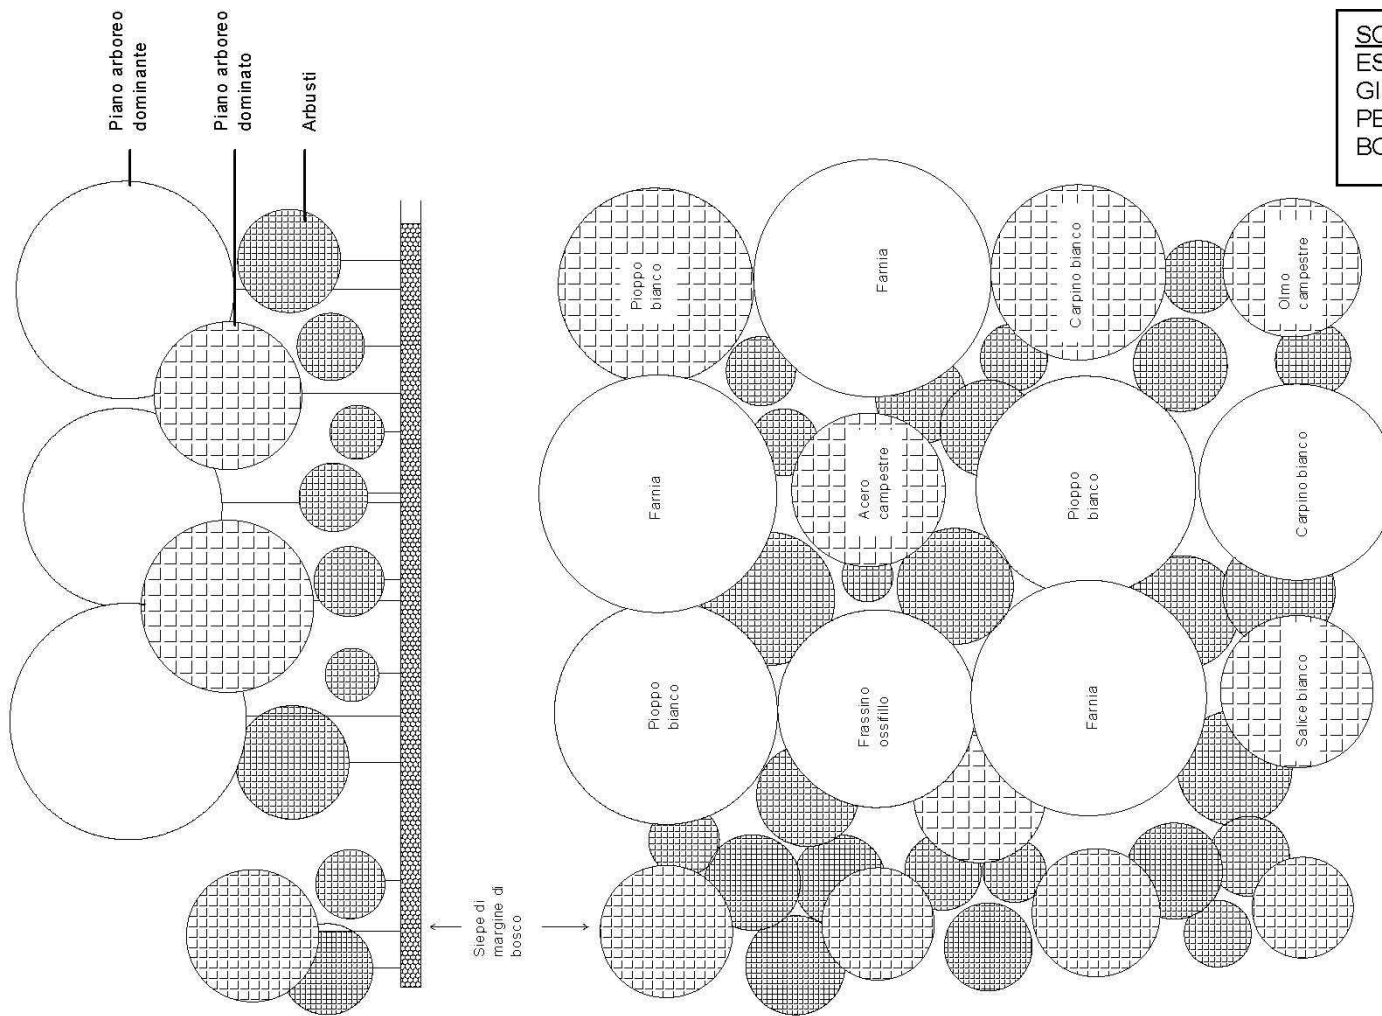 Piano arboreo
dominante
Piano arboreo
dominato
Arbusti
Siepe di
margine di
bosco
Pioppo
bianco
Farnia
Carpino bianco
Olmo
campestre
Farnia
Acero
campestre
Pioppo
bianco
Carpino bianco
Pioppo
bianco
Frassino
ossifillo
Farnia
Salice bianco